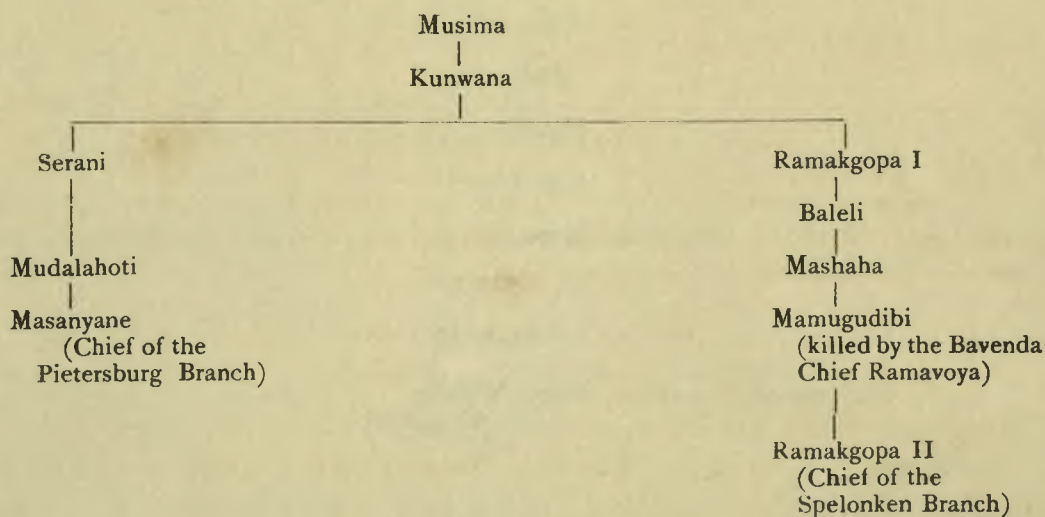 Musima
Kunwana
Serani
Mudalahoti
Masanyane
(Chief of the
Pietersburg Branch)
Ramakgopa I
Baleli
Mashaha
Mamugudibi
(killed by the Bavenda
Chief Ramavoya)
Ramakgopa II
(Chief of the
Spelonken Branch)